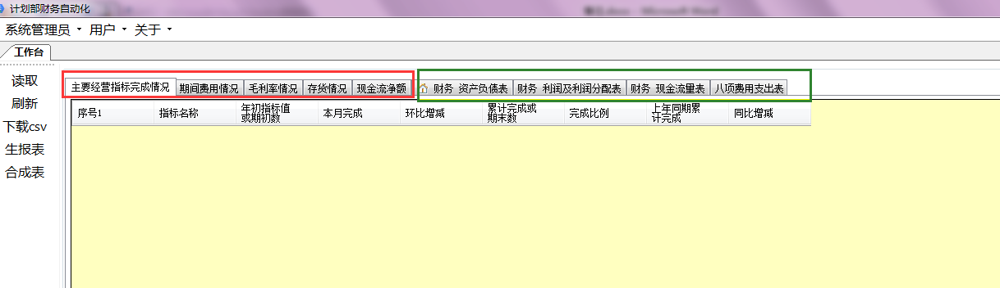 计划部财务自动化
系统管理员 用户 关于
工作台
读取
刷新
下载csv
生报表
合成表
主要经营指标完成情况 期间费用情况 毛利率情况 存货情况 现金流净额 财务 资产负债表 财务 利润及利润分配表 财务 现金流量表 八项费用支出表
序号1 指标名称 年初指标值或期初数 本月完成 环比增减 累计完成或期末数 完成比例 上年同期累计完成 同比增减